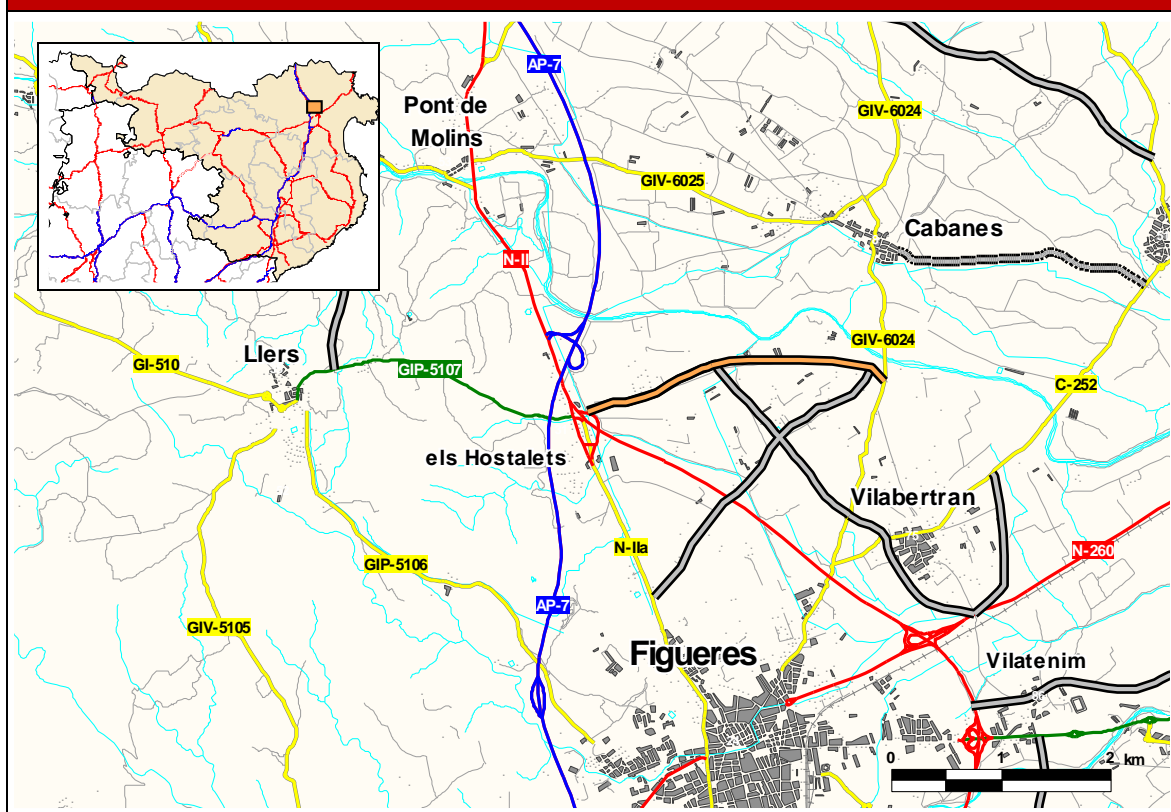 AP-7
GIV-6024
Pont de
Molins
GIV-6025
Cabanes
N-II
GIV-6024
Llers
GI-510
GIP-5107
C-252
els Hostalets
Vilabertran
N-IIa
N-260
GIP-5106
AP-7
GIV-5105
Figueres
Vilatenim
0 1 2 km